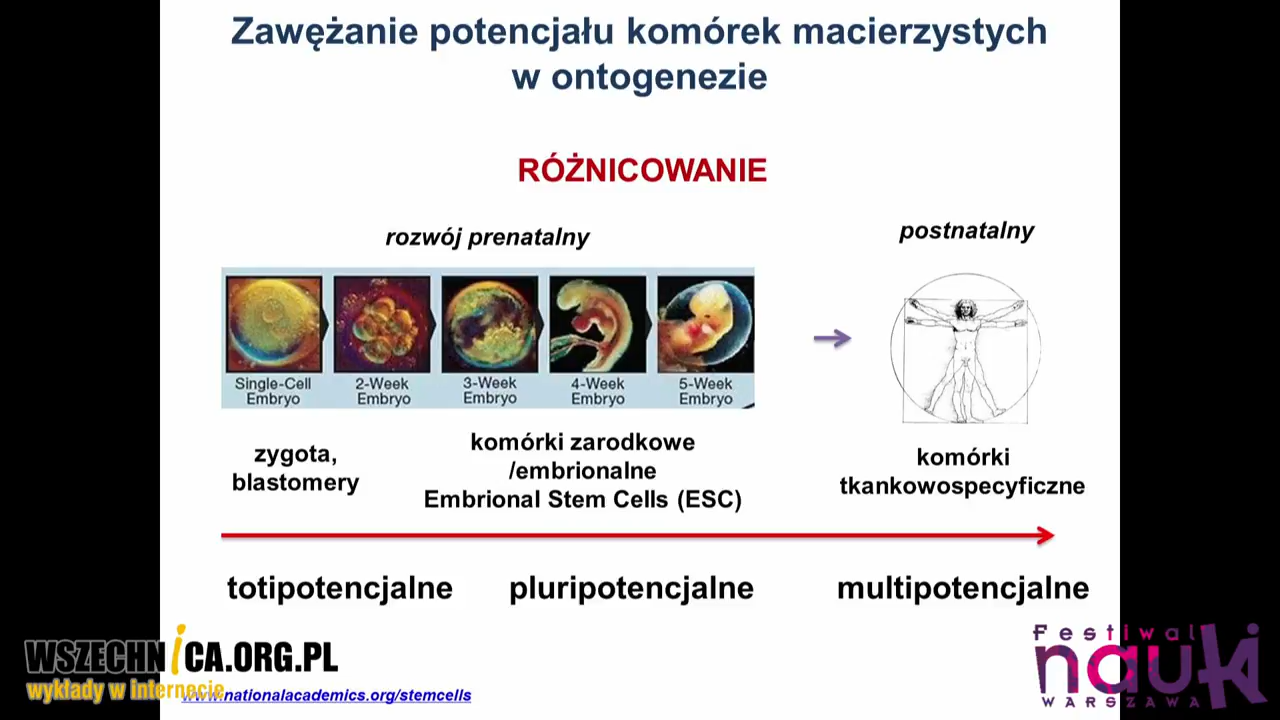 Zawężanie potencjału komórek macierzystych
w ontogenezie
RÓŻNICOWANIE
rozwój prenatalny
postnatalny
Single-Cell
Embryo
2-Week
Embryo
3-Week
Embryo
4-Week
Embryo
5-Week
Embryo
zygota,
blastomery
komórki zarodkowe
/embrionalne
Embrional Stem Cells (ESC)
komórki
tkankowospecyficzne
totipotencjalne
pluripotencjalne
multipotencjalne
WSZECHNICA.ORG.PL
wykłady w internecie
www.nationalacademics.org/stemcells
Festiwal
nauki
WARSZAWA